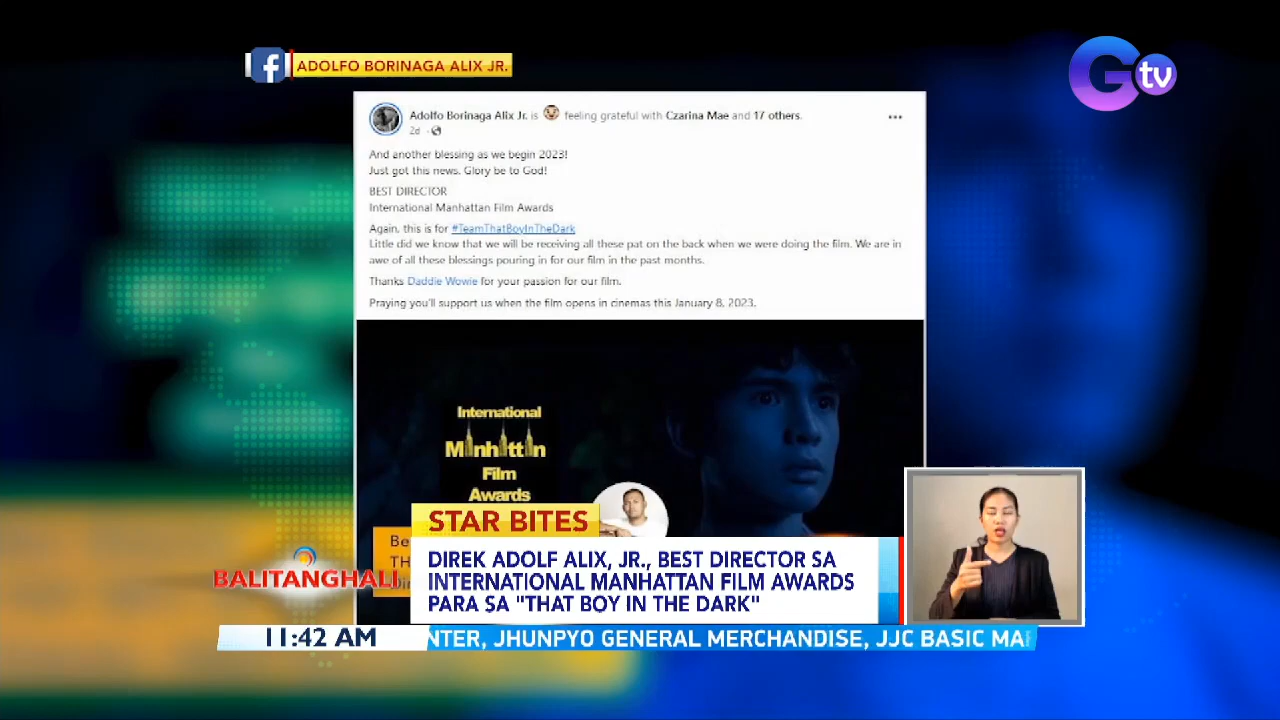 ADOLFO BORINAGA ALIX JR.
Gtv
Adolfo Borinaga Alix Jr. is feeling grateful with Czarina Mae and 17 others.
2d
And another blessing as we begin 2023!
Just got this news. Glory be to God!
BEST DIRECTOR
International Manhattan Film Awards
Again, this is for #TeamThatBoyInTheDark
Little did we know that we will be receiving all these pat on the back when we were doing the film. We are in
awe of all these blessings pouring in for our film in the past months.
Thanks Daddie Wowie for your passion for our film.
Praying you'll support us when the film opens in cinemas this January 8, 2023.
International
Manhattan
Film
Awards
Be
TH
STAR BITES
DIREK ADOLF ALIX, JR., BEST DIRECTOR SA
INTERNATIONAL MANHATTAN FILM AWARDS
PARA SA "THAT BOY IN THE DARK"
BALITANGHALI
11:42 AM
NTER, JHUNPYO GENERAL MERCHANDISE, JJC BASIC MAR